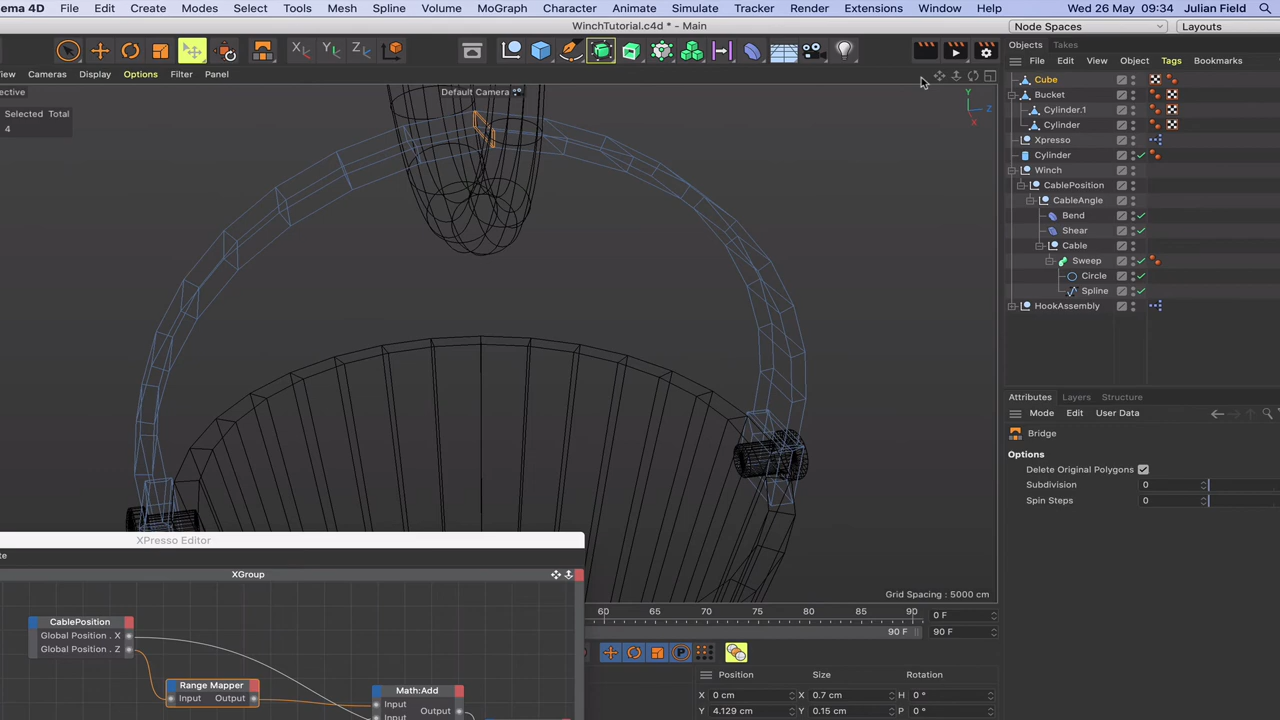 ema 4D File Edit Create Modes Select Tools Mesh Spline Volume MoGraph Character Animate Simulate Tracker Render Extensions Window Help Wed 26 May 09:34 Julian Field
WinchTutorial.c4d * - Main
Node Spaces Layouts
iew Cameras Display Options Filter Panel
Objects Takes
File Edit View Object Tags Bookmarks
ective
Default Camera
Selected Total
4
Y
Z
X
Cube
Bucket
Cylinder.1
Cylinder
Xpresso
Cylinder
Winch
CablePosition
CableAngle
Bend
Shear
Cable
Sweep
Circle
Spline
HookAssembly
Attributes Layers Structure
Mode Edit User Data
Bridge
Options
Delete Original Polygons
Subdivision 0
Spin Steps 0
XPresso Editor
te
XGroup
CablePosition
Global Position . X
Global Position . Z
Range Mapper
Input Output
Math:Add
Input
Output
Input
Grid Spacing : 5000 cm
60 65 70 75 80 85 90
0 F
90 F
90 F
Position Size Rotation
X 0 cm X 0.7 cm H 0 °
Y 4.129 cm Y 0.15 cm P 0 °